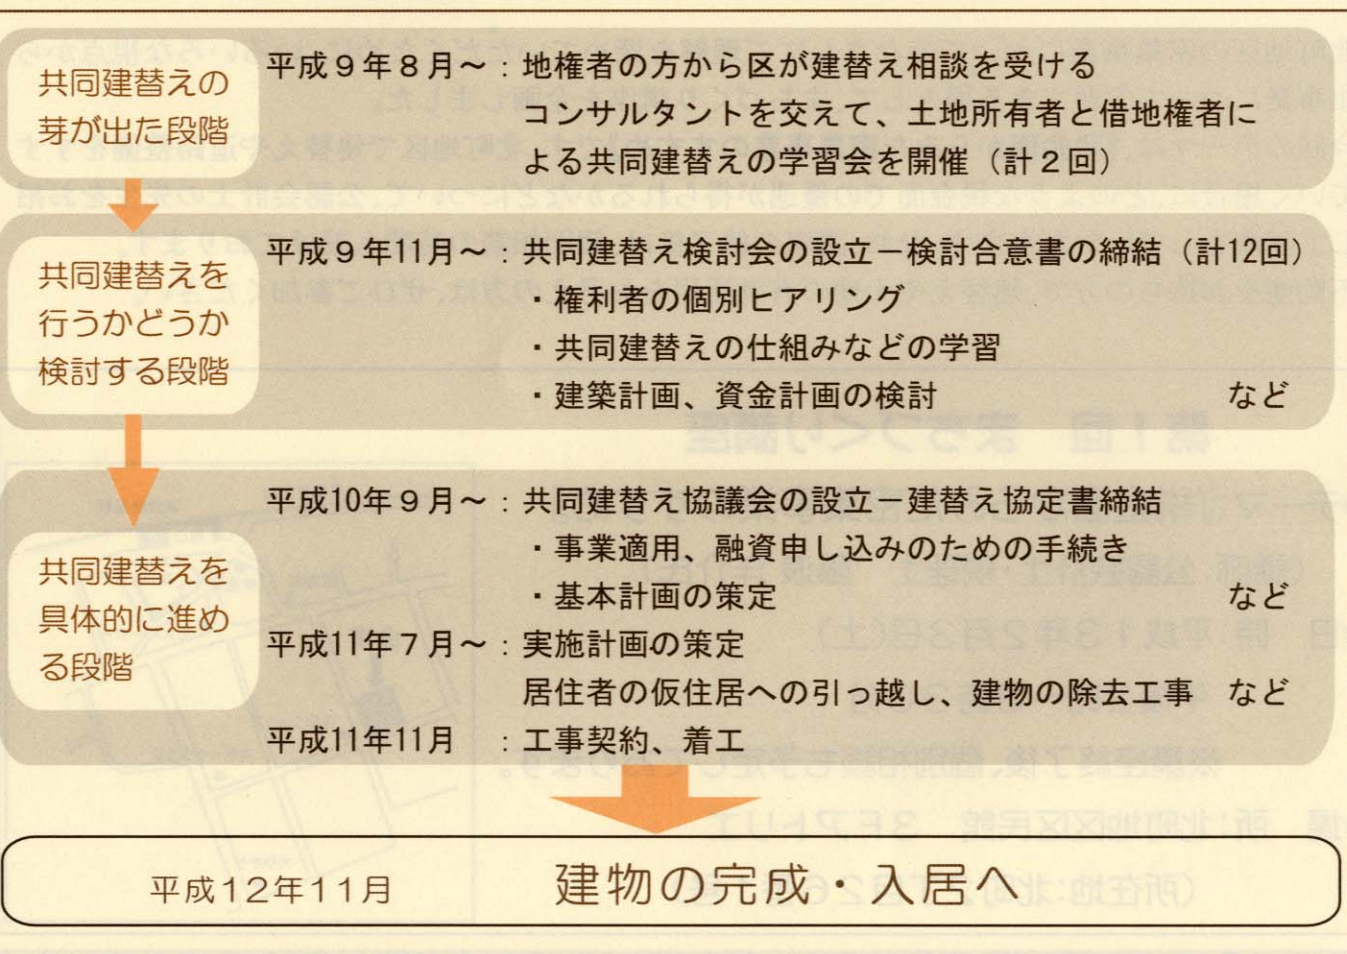 共同建替えの
芽が出た段階
平成９年８月～：地権者の方から区が建替え相談を受ける
コンサルタントを交えて、土地所有者と借地権者に
よる共同建替えの学習会を開催（計２回）
共同建替えを
行うかどうか
検討する段階
平成９年11月～：共同建替え検討会の設立－検討合意書の締結（計12回）
・権利者の個別ヒアリング
・共同建替えの仕組みなどの学習
・建築計画、資金計画の検討　など
共同建替えを
具体的に進め
る段階
平成10年９月～：共同建替え協議会の設立－建替え協定書締結
・事業適用、融資申し込みのための手続き
・基本計画の策定　など
平成11年７月～：実施計画の策定
居住者の仮住居への引っ越し、建物の除去工事　など
平成11年11月　：工事契約、着工
平成12年11月　建物の完成・入居へ